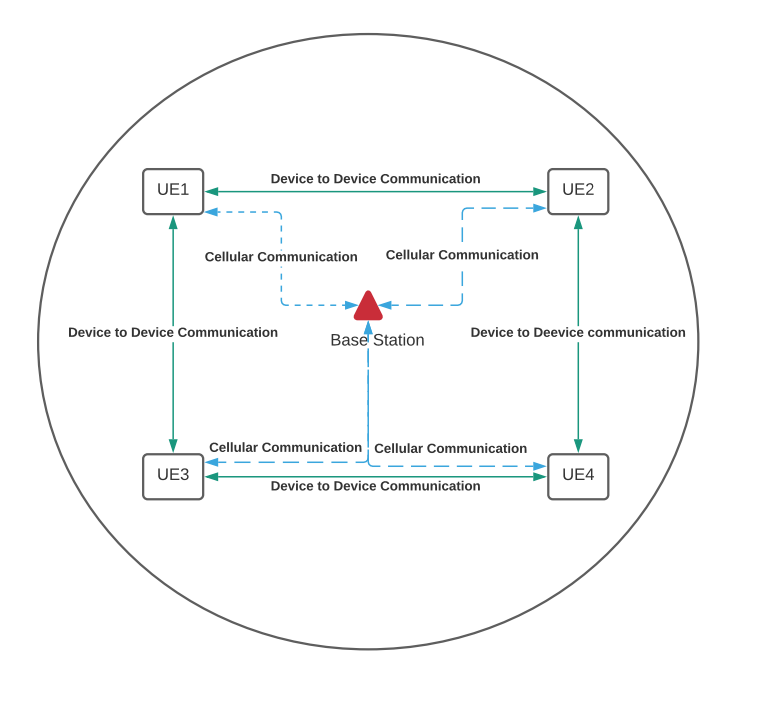 Device to Device Communication
UE1
UE2
Cellular Communication
Cellular Communication
Device to Device Communication
Base Station
Device to Deevice communication
Cellular Communication
Cellular Communication
UE3
UE4
Device to Device Communication